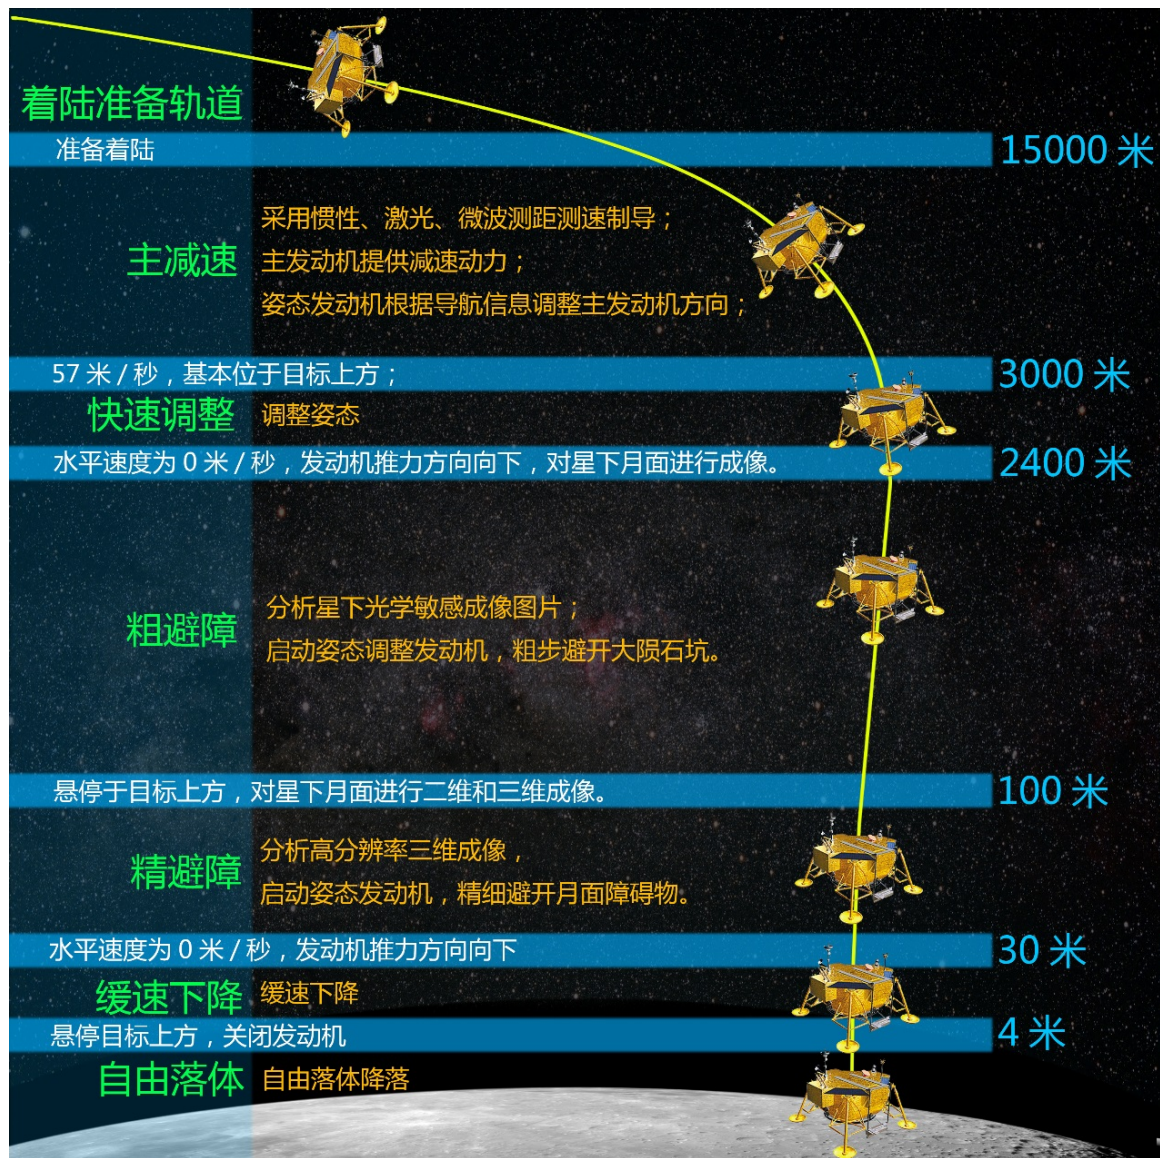 着陆准备轨道
准备着陆
15000 米
采用惯性、激光、微波测距测速制导；
主减速
主发动机提供减速动力；
姿态发动机根据导航信息调整主发动机方向；
57 米 / 秒，基本位于目标上方；
3000 米
快速调整
调整姿态
水平速度为 0 米 / 秒，发动机推力方向向下，对星下月面进行成像。
2400 米
粗避障
分析星下光学敏感成像图片；
启动姿态调整发动机，粗步避开大陨石坑。
悬停于目标上方，对星下月面进行二维和三维成像。
100 米
精避障
分析高分辨率三维成像，
启动姿态发动机，精细避开月面障碍物。
水平速度为 0 米 / 秒，发动机推力方向向下
30 米
缓速下降
缓速下降
悬停目标上方，关闭发动机
4 米
自由落体
自由落体降落